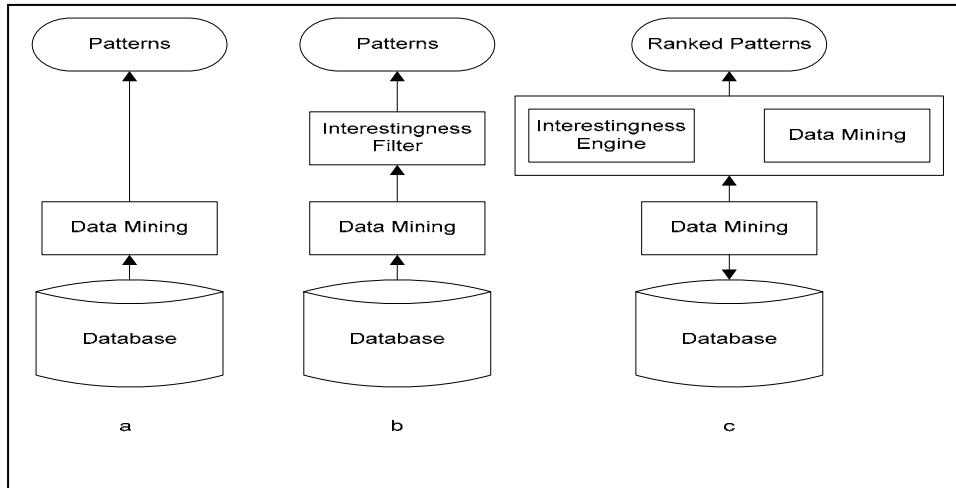 Patterns
Data Mining
Database
a
Patterns
Interestingness
Filter
Data Mining
Database
b
Ranked Patterns
Interestingness
Engine
Data Mining
Data Mining
Database
c